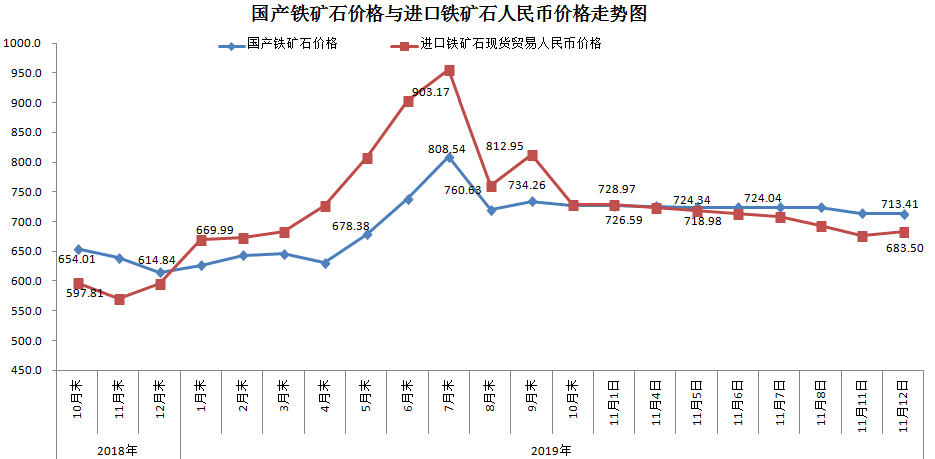 国产铁矿石价格与进口铁矿石人民币价格走势图
国产铁矿石价格
进口铁矿石现货贸易人民币价格
1000.0
950.0
900.0
850.0
800.0
750.0
700.0
650.0
600.0
550.0
500.0
450.0
654.01
597.81
614.84
669.99
678.38
903.17
808.54
760.63
812.95
734.26
728.97
726.59
724.34
718.98
724.04
713.41
683.50
10月末
11月末
12月末
1月末
2月末
3月末
4月末
5月末
6月末
7月末
8月末
9月末
10月末
11月1日
11月4日
11月5日
11月6日
11月7日
11月8日
11月11日
11月12日
2018年
2019年